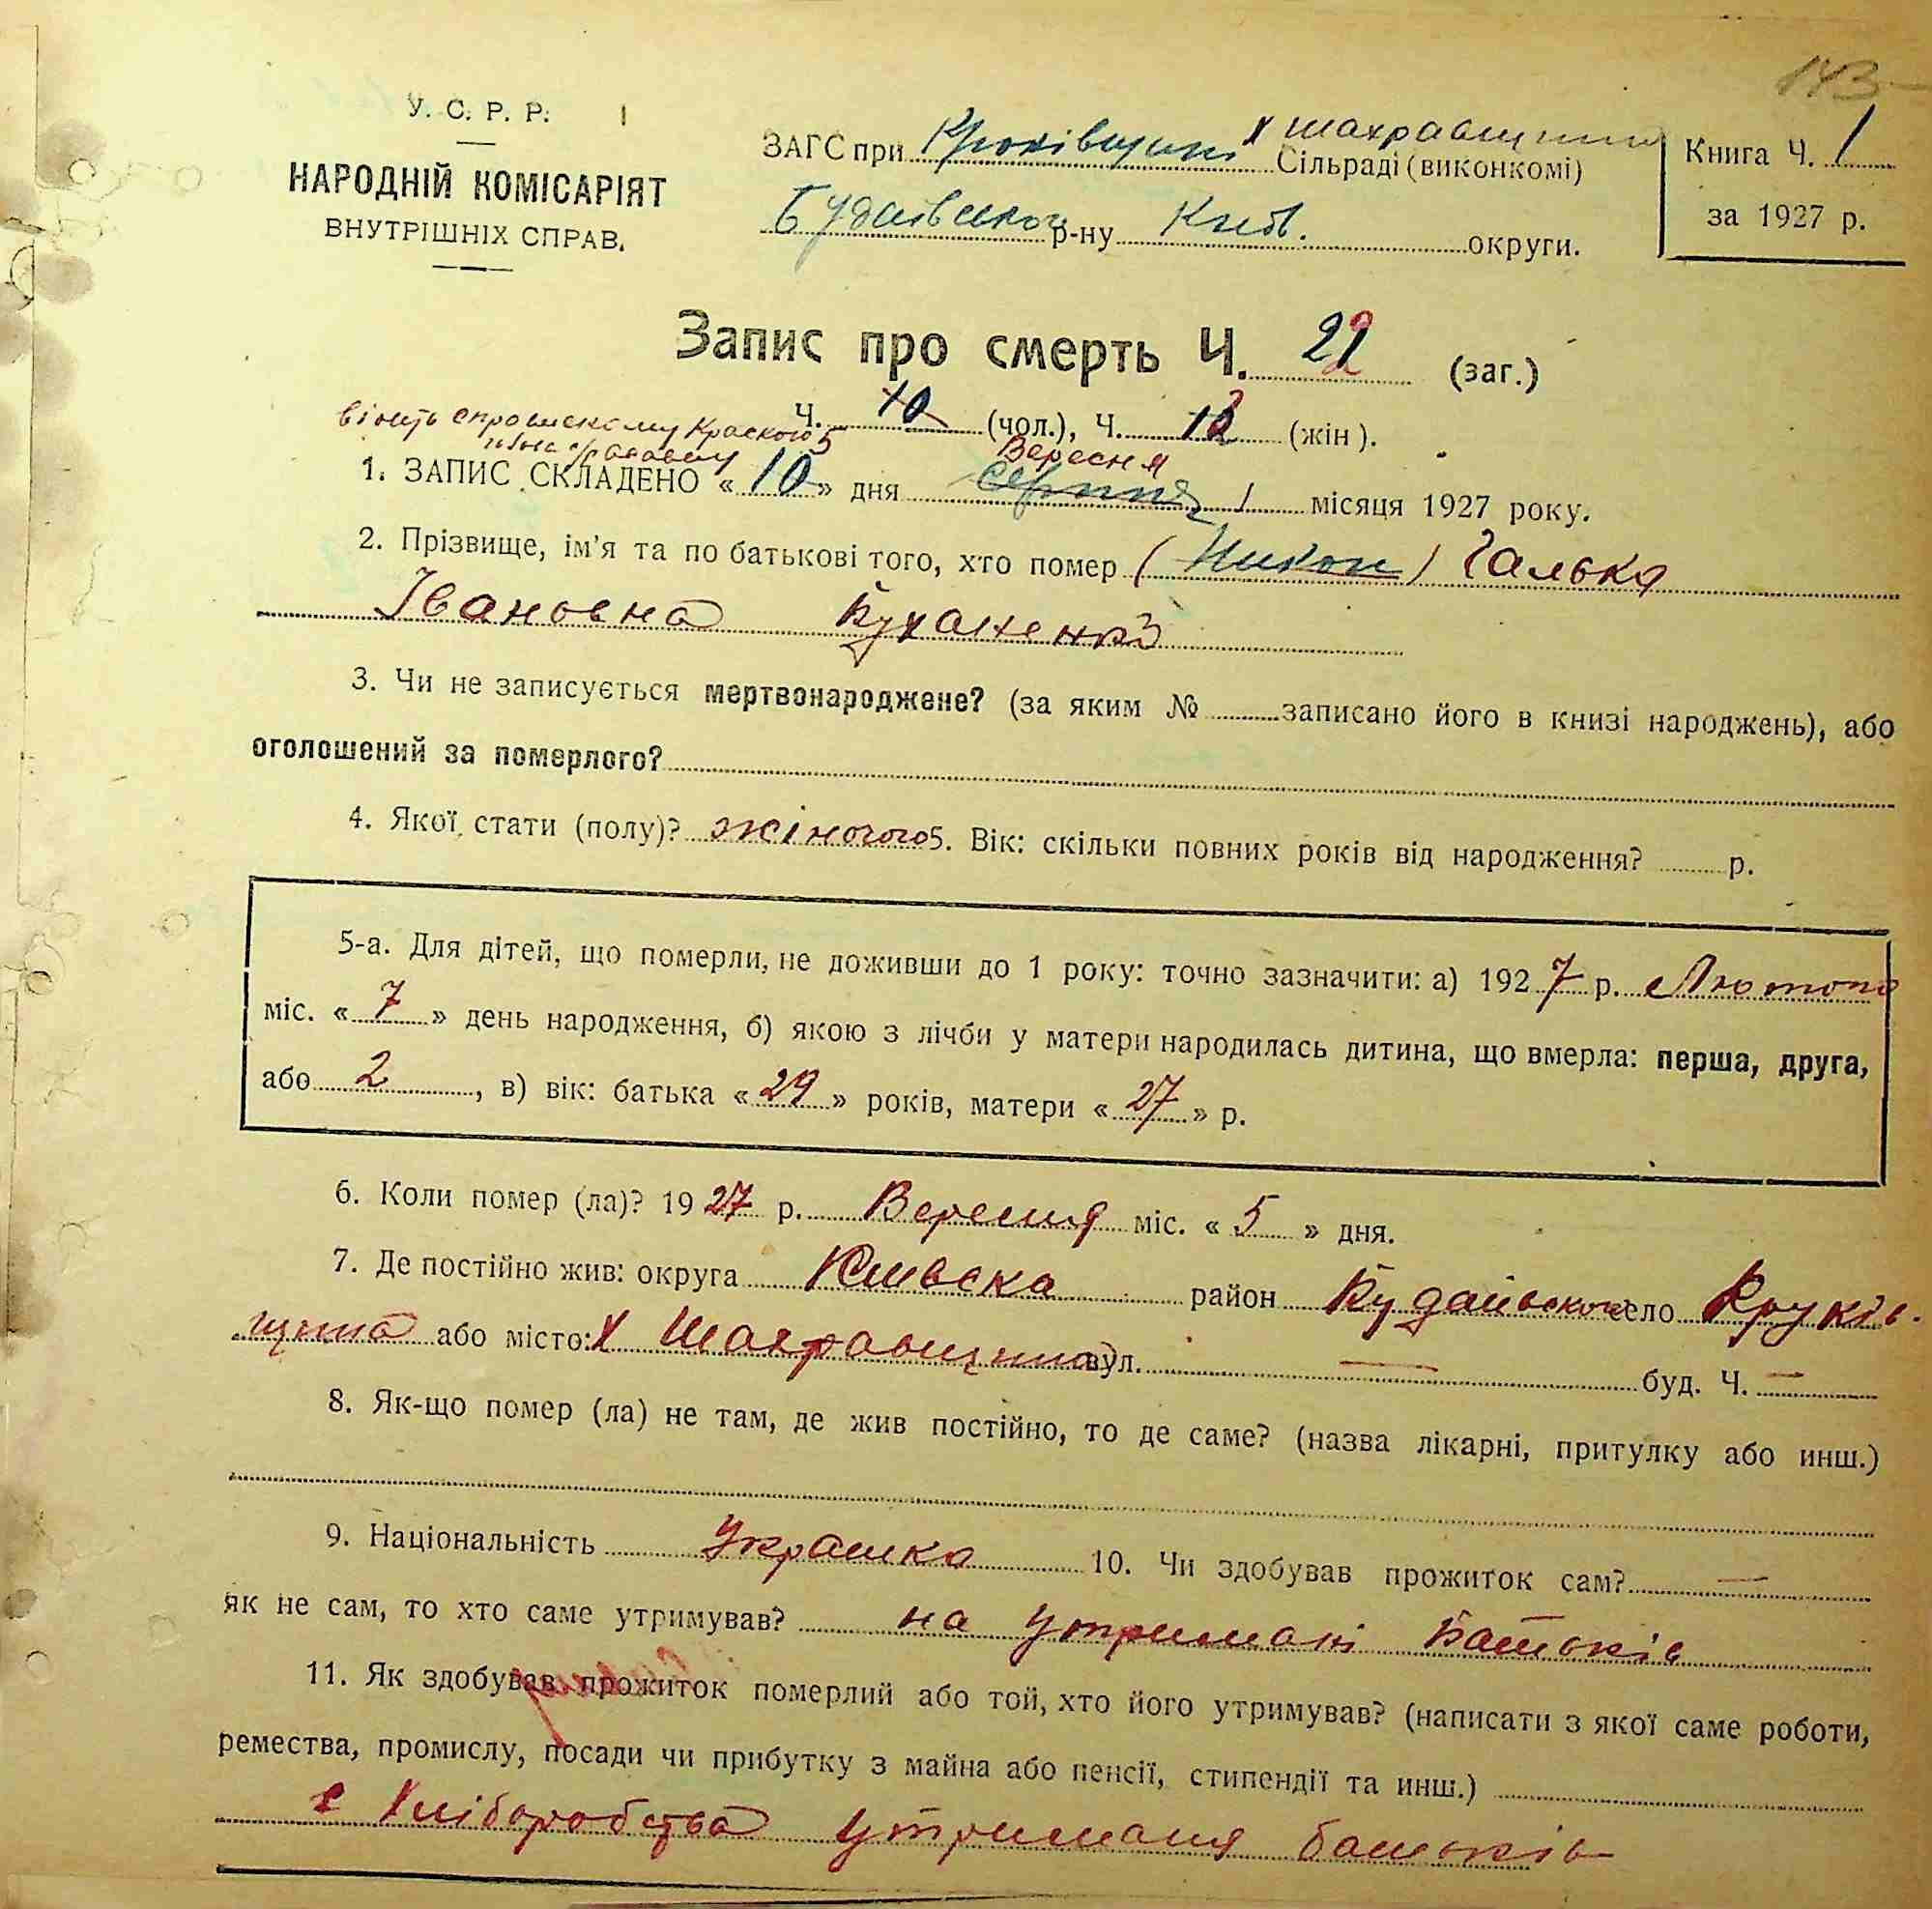 143
У. С. Р. Р.
НАРОДНІЙ КОМІСАРІЯТ
ВНУТРІШНІХ СПРАВ.
ЗАГС при Крюківщині х шахравщина Сільраді (виконкомі)
Будаївсько р-ну Київ. округи.
Книга Ч. 1
за 1927 р.
Запис про смерть Ч. 22 (заг.)
Ч. 10 (чол.), Ч. 12 (жін).
1. ЗАПИС СКЛАДЕНО « 10 5 » дня серпня Вересня місяця 1927 року.
2. Прізвище, ім'я та по батькові того, хто помер ( ) Галька
Івановна Буханенко
3. Чи не записується мертвонароджене? (за яким № записано його в книзі народжень), або
оголошений за померлого?
4. Якої стати (полу)? жіночого 5. Вік: скільки повних років від народження? р.
5-а. Для дітей, що померли, не доживши до 1 року: точно зазначити: а) 1927 р. Лютого
міс. « 7 » день народження, б) якою з лічби у матери народилась дитина, що вмерла: перша, друга,
або 2, в) вік: батька « 29 » років, матери « 27 » р.
6. Коли помер (ла)? 1927 р. Вересня міс. « 5 » дня.
7. Де постійно жив: округа Київска район Будаївского село Круків-
щина або місто: Х Шахравщина вул. — буд. Ч. —
8. Як-що помер (ла) не там, де жив постійно, то де саме? (назва лікарні, притулку або инш.)
9. Національність Українка 10. Чи здобував прожиток сам? —
як не сам, то хто саме утримував? на утримані Батьків
11. Як здобував прожиток померлий або той, хто його утримував? (написати з якої саме роботи,
ремества, промислу, посади чи прибутку з майна або пенсії, стипендії та инш.)
с Хліборобства утриманя батьків